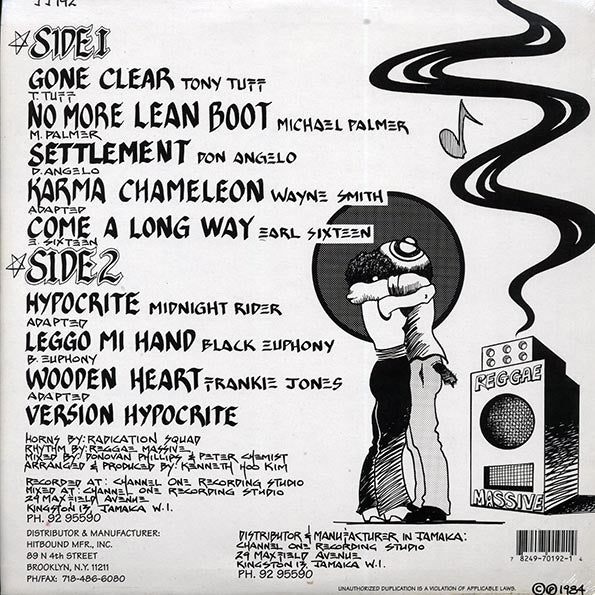 JJ192
SIDE 1
GONE CLEAR TONY TUFF
T. TUFF
NO MORE LEAN BOOT MICHAEL PALMER
M. PALMER
SETTLEMENT DON ANGELO
D. ANGELO
KARMA CHAMELEON WAYNE SMITH
ADAPTED
COME A LONG WAY EARL SIXTEEN
E. SIXTEEN
SIDE 2
HYPOCRITE MIDNIGHT RIDER
ADAPTED
LEGGO MI HAND BLACK EUPHONY
B. EUPHONY
WOODEN HEART FRANKIE JONES
ADAPTED
VERSION HYPOCRITE
HORNS BY: RADICATION SQUAD
RHYTHM BY: REGGAE MASSIVE
MIXED BY: DONOVAN PHILLIPS & PETER CHEMIST
ARRANGED & PRODUCED BY: KENNETH HOO KIM
RECORDED AT: CHANNEL ONE RECORDING STUDIO
MIXED AT: CHANNEL ONE RECORDING STUDIO
29 MAXFIELD AVENUE
KINGSTON 13, JAMAICA W.I.
PH. 92 95590
DISTRIBUTOR & MANUFACTURER:
HITBOUND MFR., INC.
89 N 4th STREET
BROOKLYN, N.Y. 11211
PH/FAX: 718-486-6080
DISTRIBUTOR & MANUFACTURER IN JAMAICA:
CHANNEL ONE RECORDING STUDIO
29 MAXFIELD AVENUE
KINGSTON 13, JAMAICA W.I.
PH. 92 95590
REGGAE
MASSIVE
7 8249-70192-1 4
UNAUTHORIZED DUPLICATION IS A VIOLATION OF APPLICABLE LAWS.
©℗1984